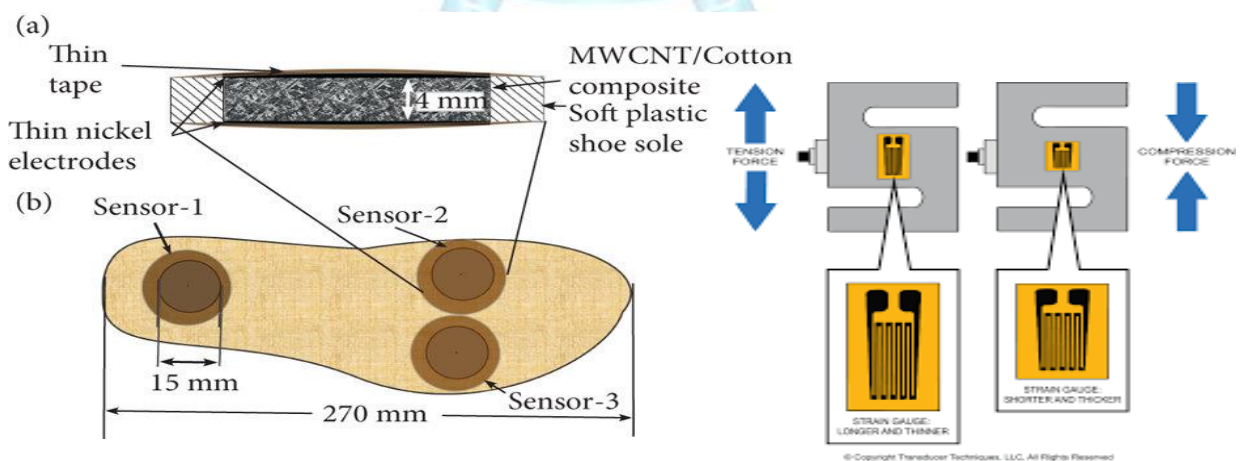 (a)
Thin
tape
Thin nickel
electrodes
MWCNT/Cotton
composite
4 mm
Soft plastic
shoe sole
(b)
Sensor-1
Sensor-2
Sensor-3
15 mm
270 mm
TENSION
FORCE
COMPRESSION
FORCE
STRAIN GAUGE:
LONGER AND THINNER
STRAIN GAUGE:
SHORTER AND THICKER
© Copyright Transducer Techniques, LLC, All Rights Reserved